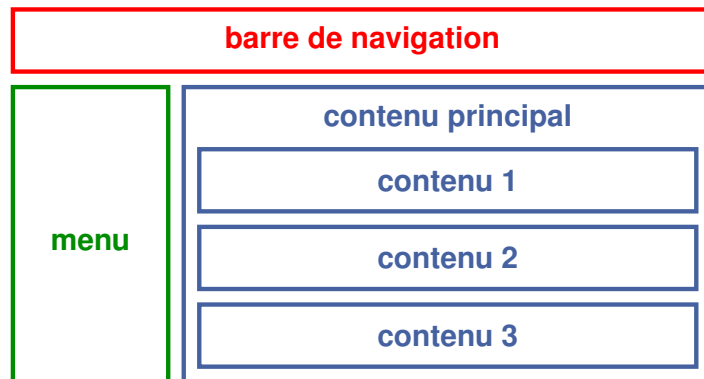 barre de navigation
menu
contenu principal
contenu 1
contenu 2
contenu 3